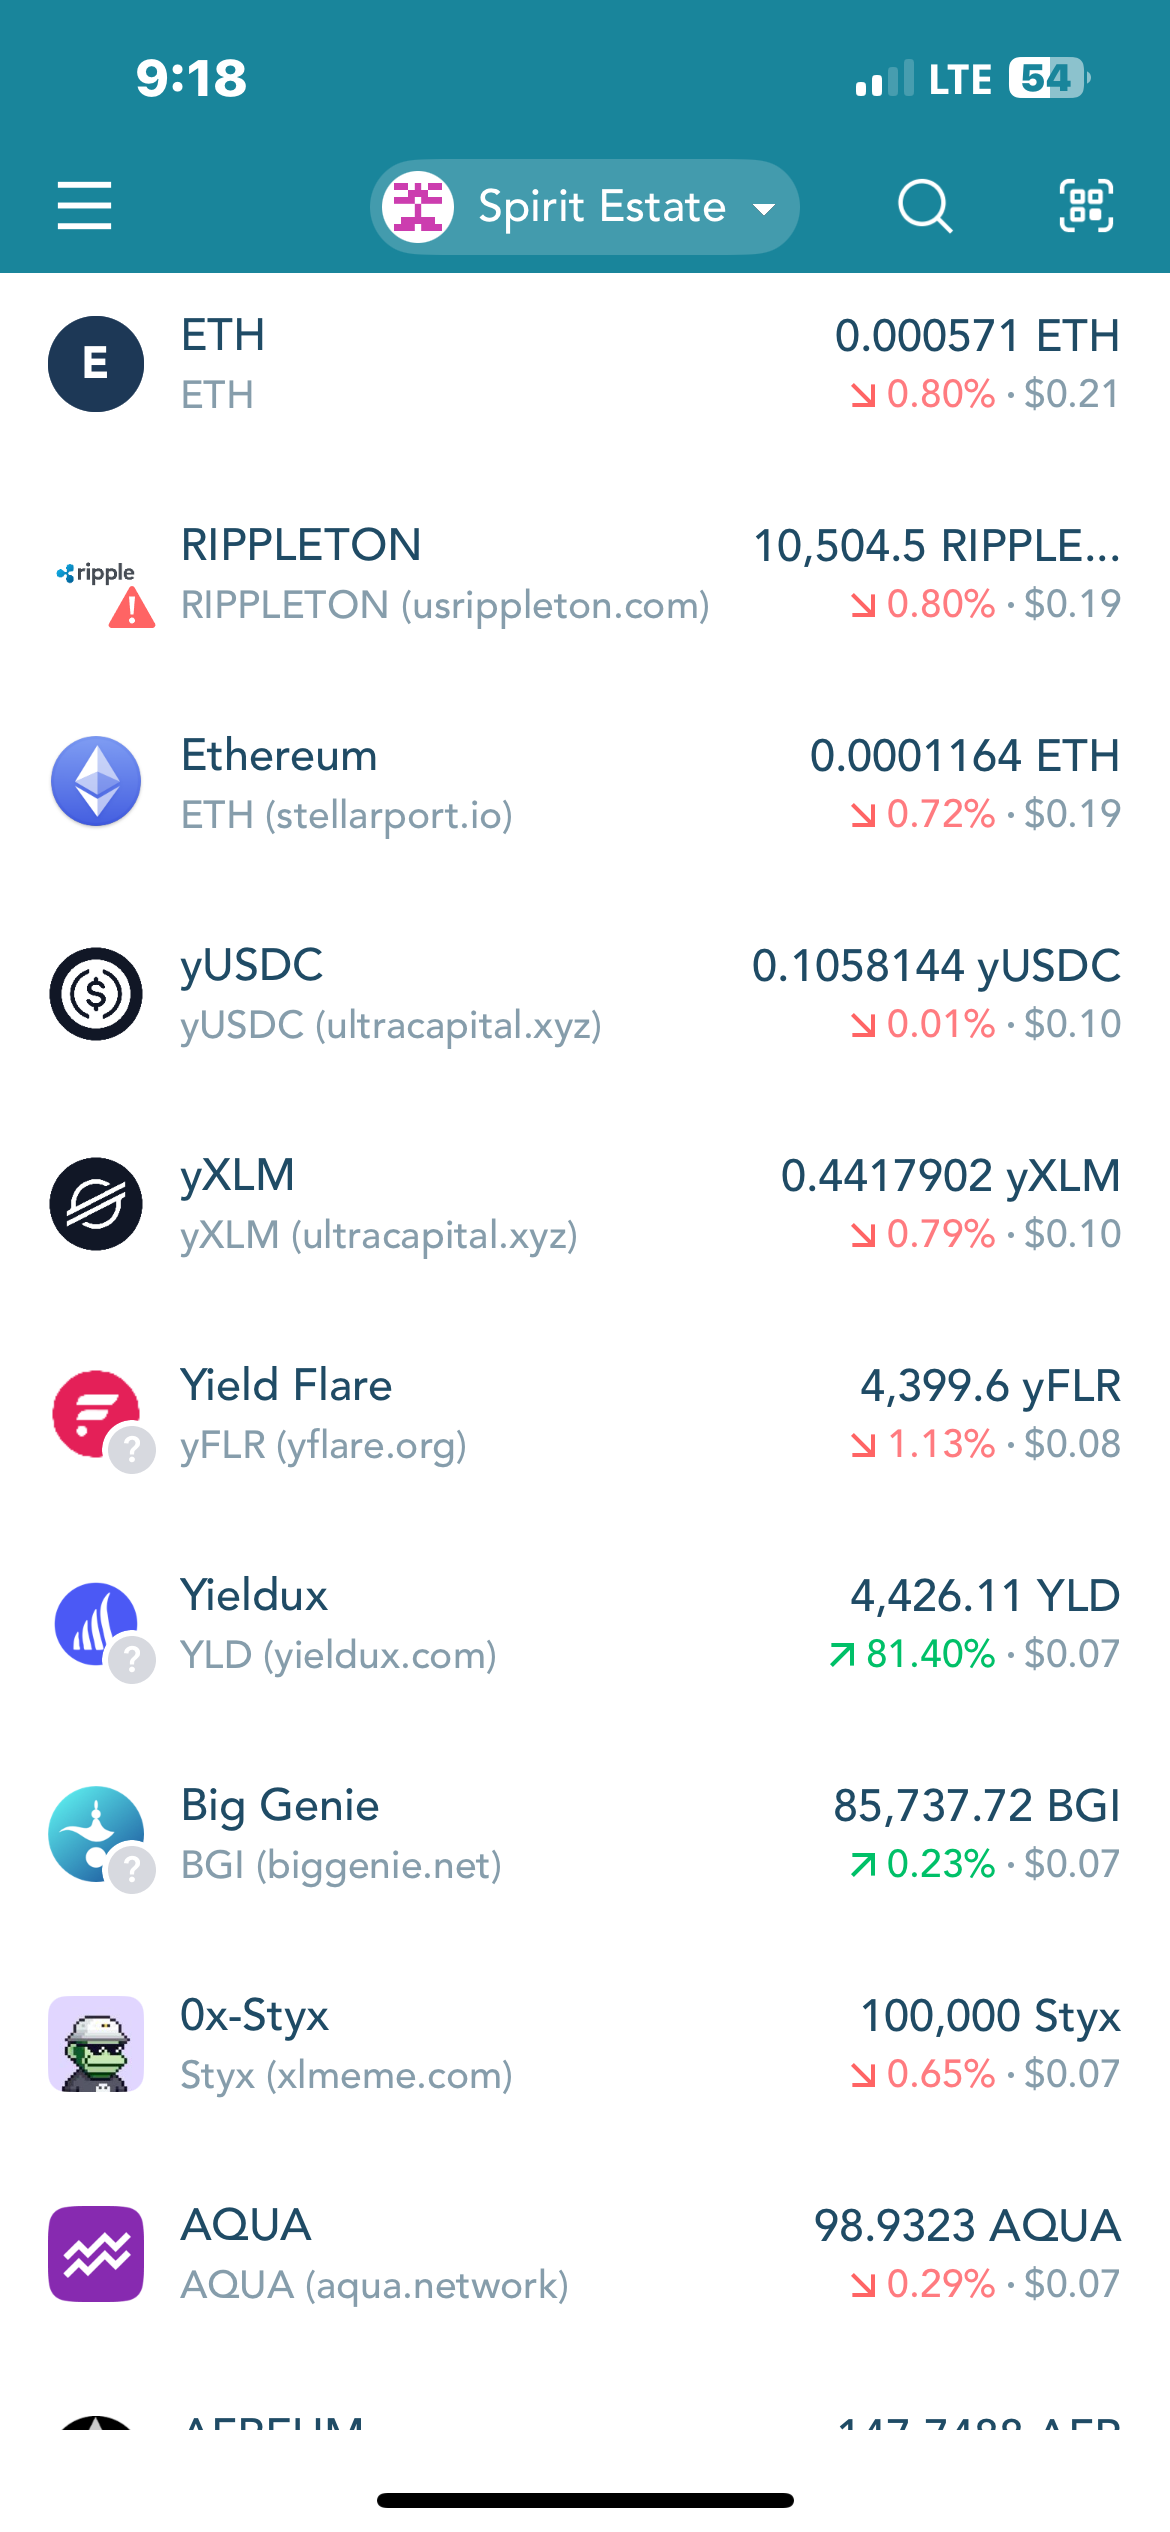 9:18
LTE 54
Spirit Estate
E
ETH
0.000571 ETH
ETH
0.80% · $0.21
ripple
RIPPLETON
10,504.5 RIPPLE...
RIPPLETON (usrippleton.com)
0.80% · $0.19
Ethereum
0.0001164 ETH
ETH (stellarport.io)
0.72% · $0.19
yUSDC
0.1058144 yUSDC
yUSDC (ultracapital.xyz)
0.01% · $0.10
yXLM
0.4417902 yXLM
yXLM (ultracapital.xyz)
0.79% · $0.10
Yield Flare
4,399.6 yFLR
yFLR (yflare.org)
1.13% · $0.08
Yieldux
4,426.11 YLD
YLD (yieldux.com)
81.40% · $0.07
Big Genie
85,737.72 BGI
BGI (biggenie.net)
0.23% · $0.07
0x-Styx
100,000 Styx
Styx (xlmeme.com)
0.65% · $0.07
AQUA
98.9323 AQUA
AQUA (aqua.network)
0.29% · $0.07